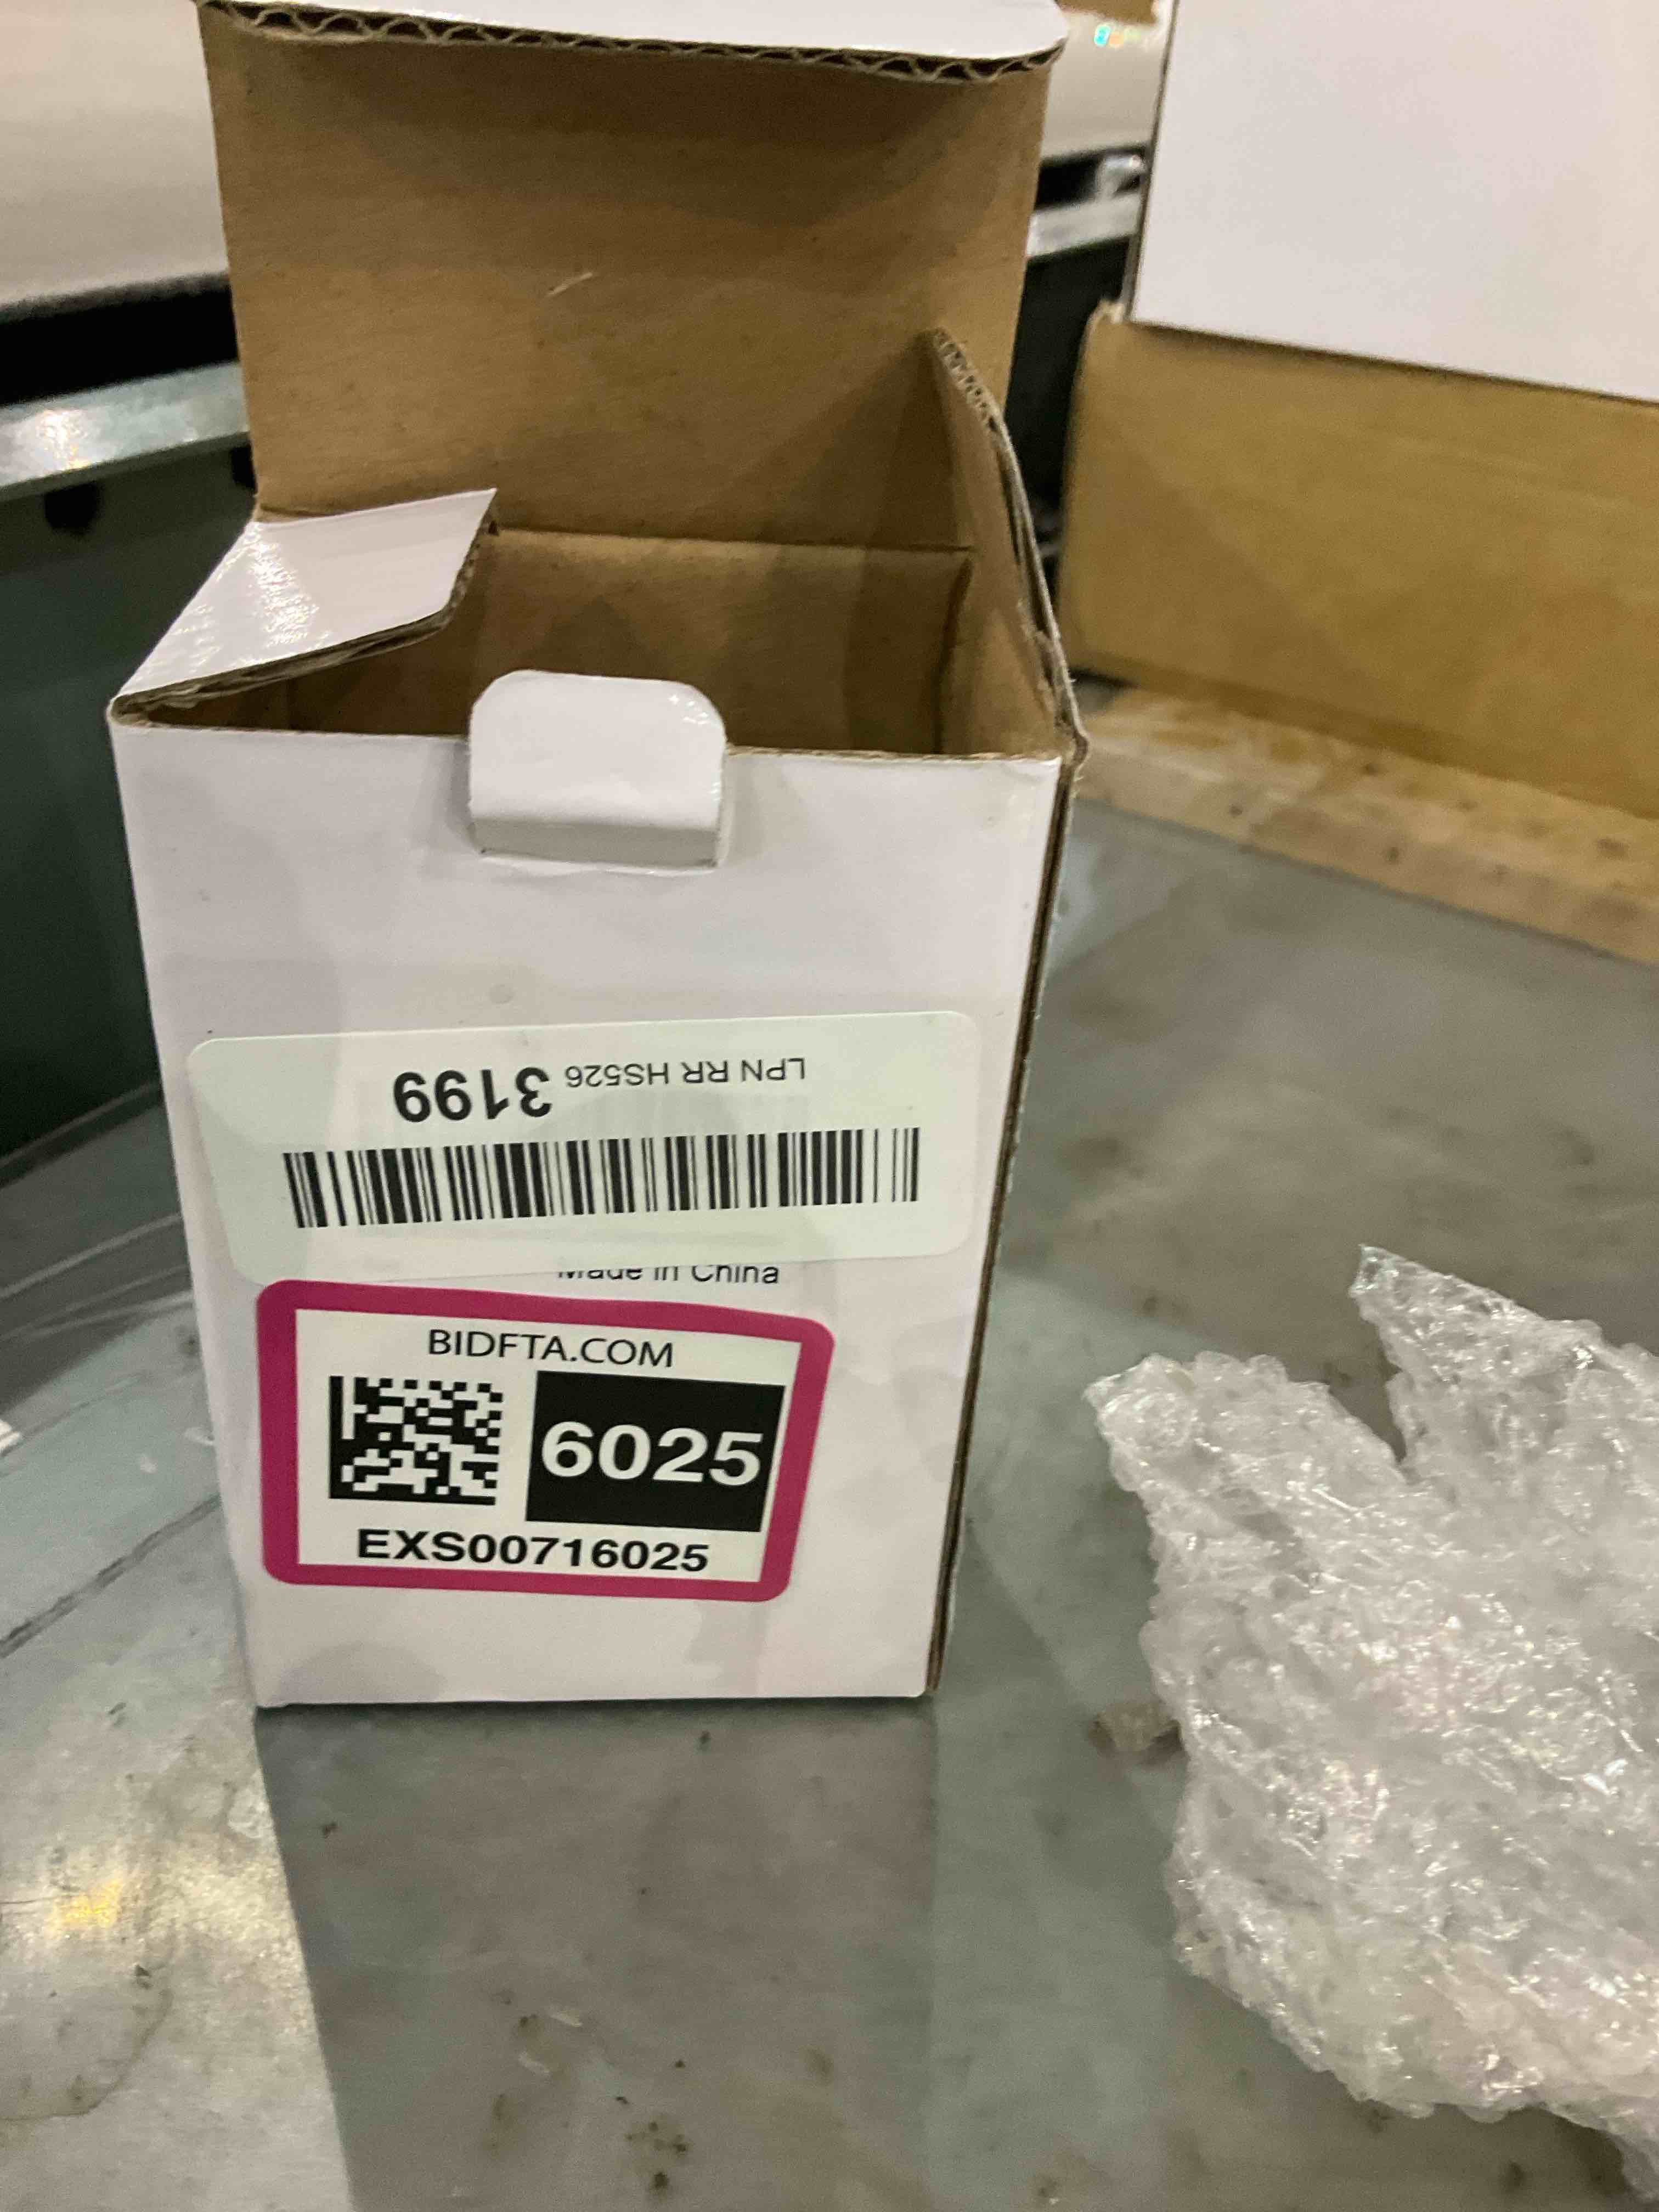 LPN RR HS526 3199
Made in China
BIDFTA.COM
6025
EXS00716025